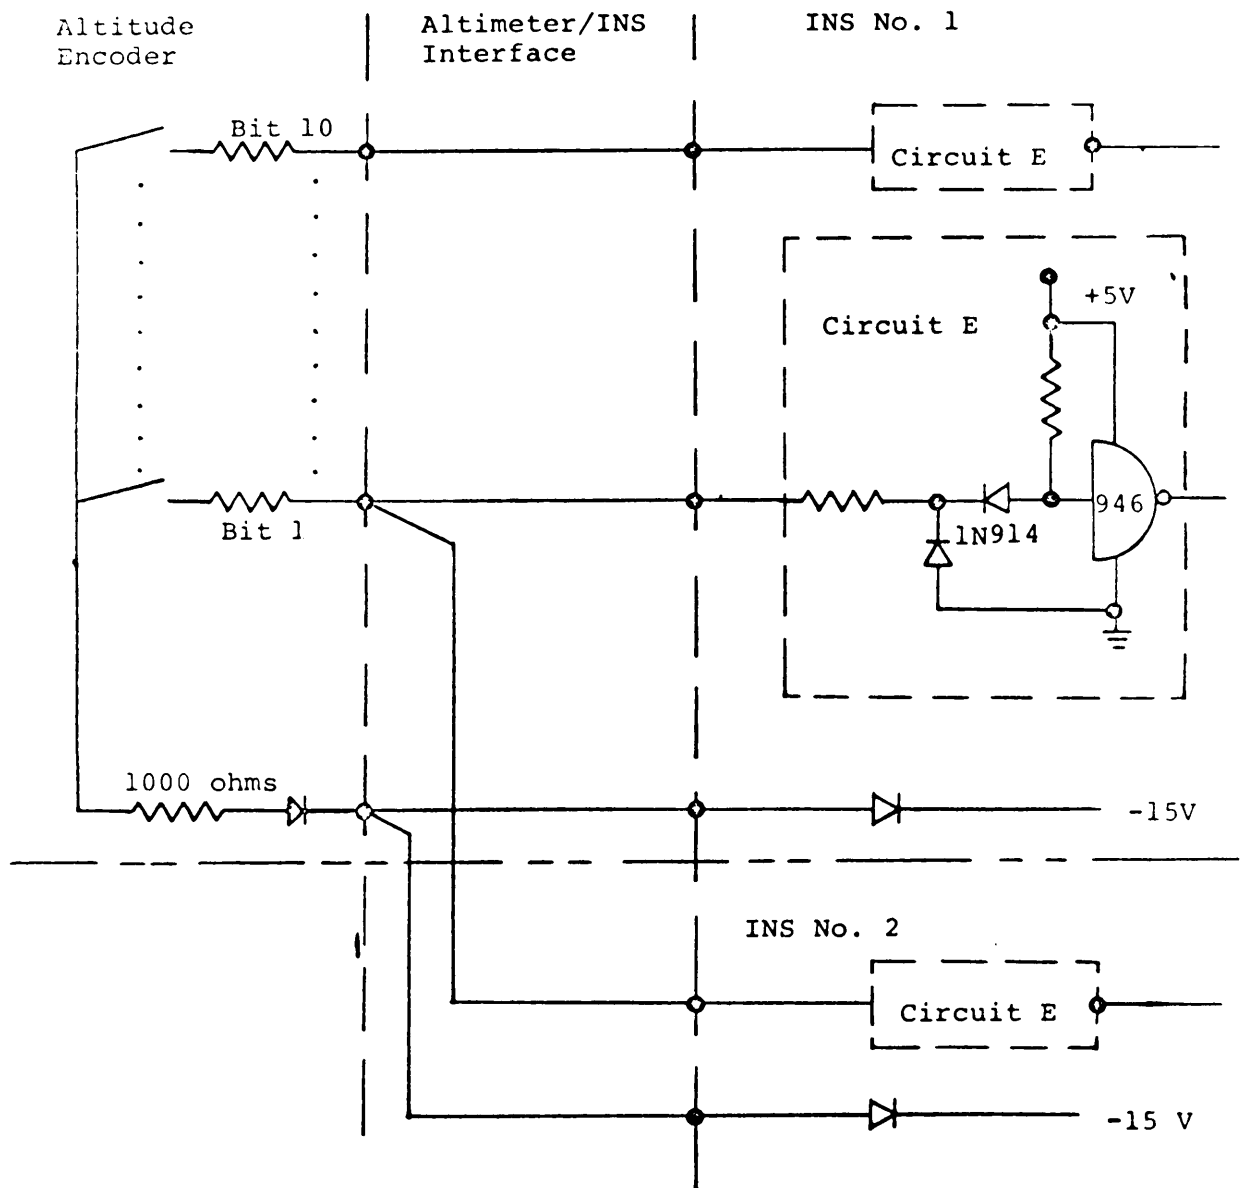 Altitude
Encoder
Altimeter/INS
Interface
INS No. 1
Bit 10
Circuit E
+5V
Circuit E
946
Bit 1
1N914
1000 ohms
-15V
INS No. 2
Circuit E
-15 V